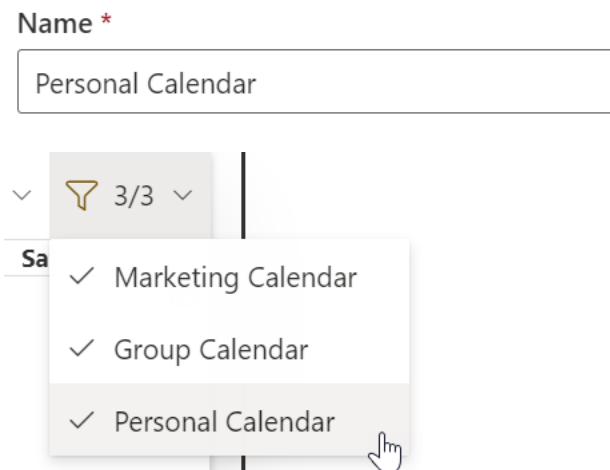 Name *
Personal Calendar
3/3
Sa
Marketing Calendar
Group Calendar
Personal Calendar